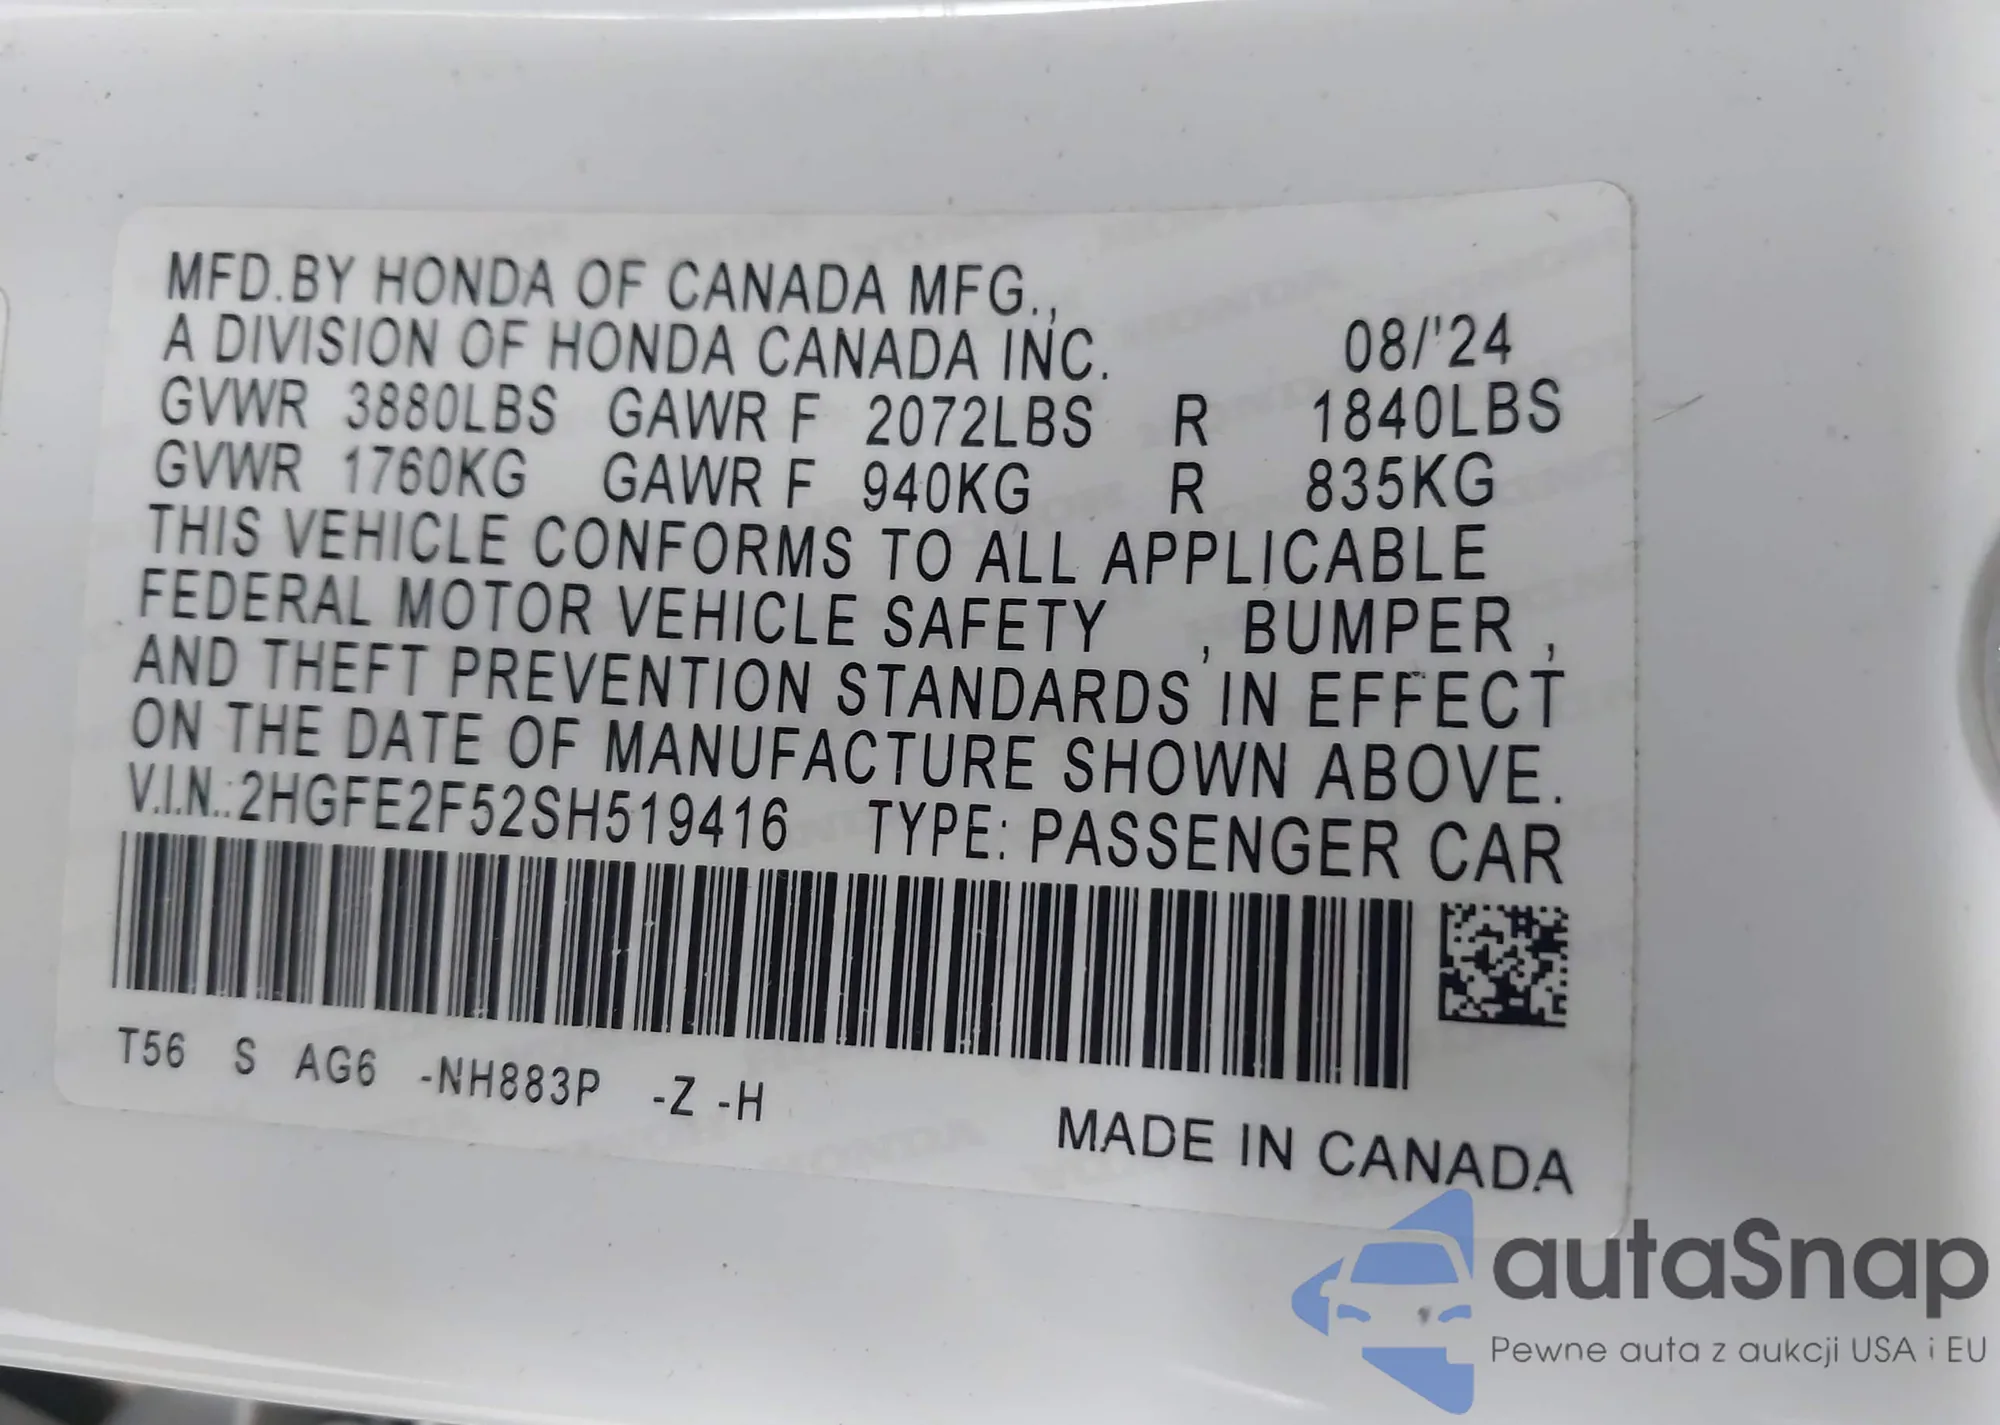 MFD.BY HONDA OF CANADA MFG.,
A DIVISION OF HONDA CANADA INC. 08/'24
GVWR 3880LBS GAWR F 2072LBS R 1840LBS
GVWR 1760KG GAWR F 940KG R 835KG
THIS VEHICLE CONFORMS TO ALL APPLICABLE
FEDERAL MOTOR VEHICLE SAFETY , BUMPER ,
AND THEFT PREVENTION STANDARDS IN EFFECT
ON THE DATE OF MANUFACTURE SHOWN ABOVE.
V.I.N.:2HGFE2F52SH519416 TYPE: PASSENGER CAR
T56 S AG6 -NH883P -Z -H
MADE IN CANADA
autaSnap
Pewne auta z aukcji USA i EU